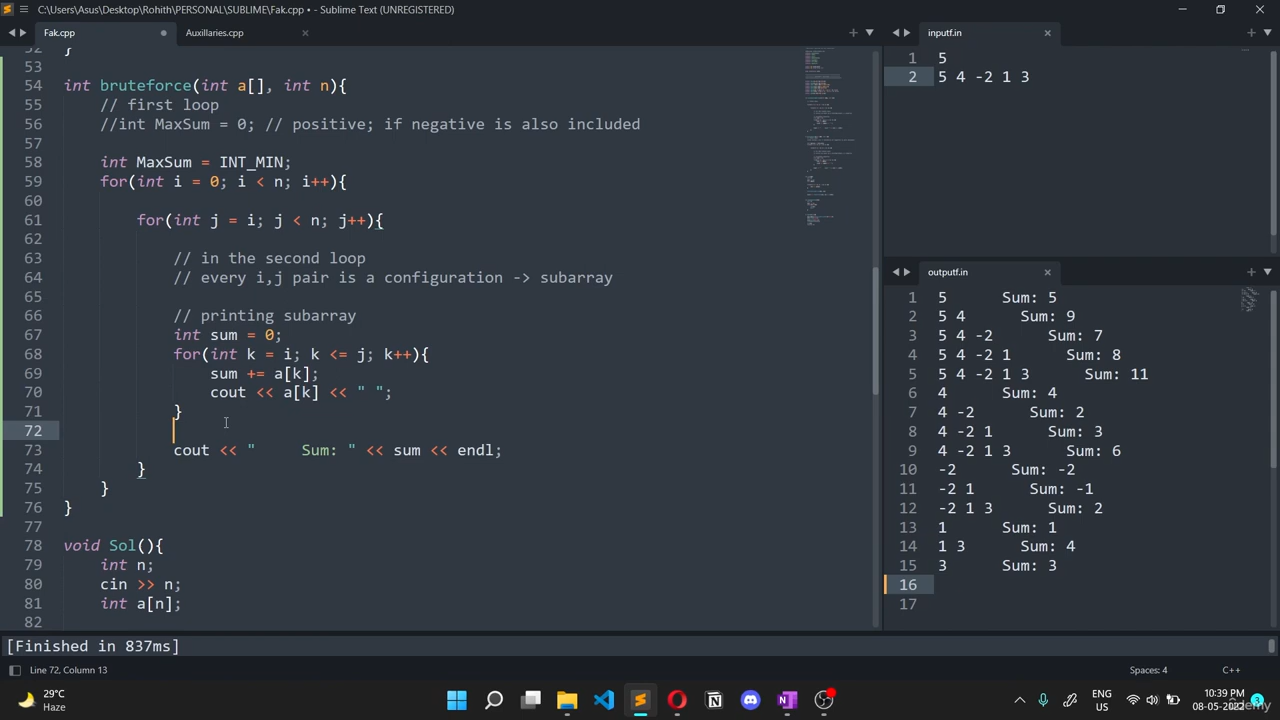 C:\Users\Asus\Desktop\Rohith\PERSONAL\SUBLIME\Fak.cpp • - Sublime Text (UNREGISTERED)
Fak.cpp
Auxillaries.cpp
52 }
53
54 int bruteforce(int a[], int n){
55 // first loop
56 //int MaxSum = 0; // positive; if negative is also included
57
58 int MaxSum = INT_MIN;
59 for(int i = 0; i < n; i++){
60
61 for(int j = i; j < n; j++){
62
63 // in the second loop
64 // every i,j pair is a configuration -> subarray
65
66 // printing subarray
67 int sum = 0;
68 for(int k = i; k <= j; k++){
69 sum += a[k];
70 cout << a[k] << " ";
71 }
72
73 cout << "     Sum: " << sum << endl;
74 }
75 }
76 }
77
78 void Sol(){
79 int n;
80 cin >> n;
81 int a[n];
82
inputf.in
1 5
2 5 4 -2 1 3
outputf.in
1 5      Sum: 5
2 5 4      Sum: 9
3 5 4 -2      Sum: 7
4 5 4 -2 1      Sum: 8
5 5 4 -2 1 3      Sum: 11
6 4      Sum: 4
7 4 -2      Sum: 2
8 4 -2 1      Sum: 3
9 4 -2 1 3      Sum: 6
10 -2      Sum: -2
11 -2 1      Sum: -1
12 -2 1 3      Sum: 2
13 1      Sum: 1
14 1 3      Sum: 4
15 3      Sum: 3
16
17
[Finished in 837ms]
Line 72, Column 13
Spaces: 4
C++
29°C
Haze
ENG
US
10:39 PM
08-05-2022
3
udemy